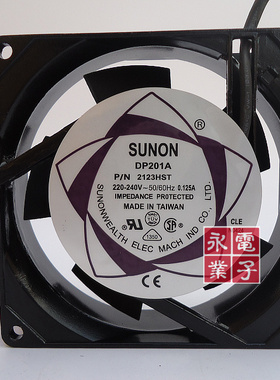 SUNON
®
DP201A
P/N 2123HST
220-240V~50/60Hz 0.125A
IMPEDANCE PROTECTED
MADE IN TAIWAN
SUNONWEALTH ELEC MACH IND CO., LTD.
CE
CLE
永電
業子